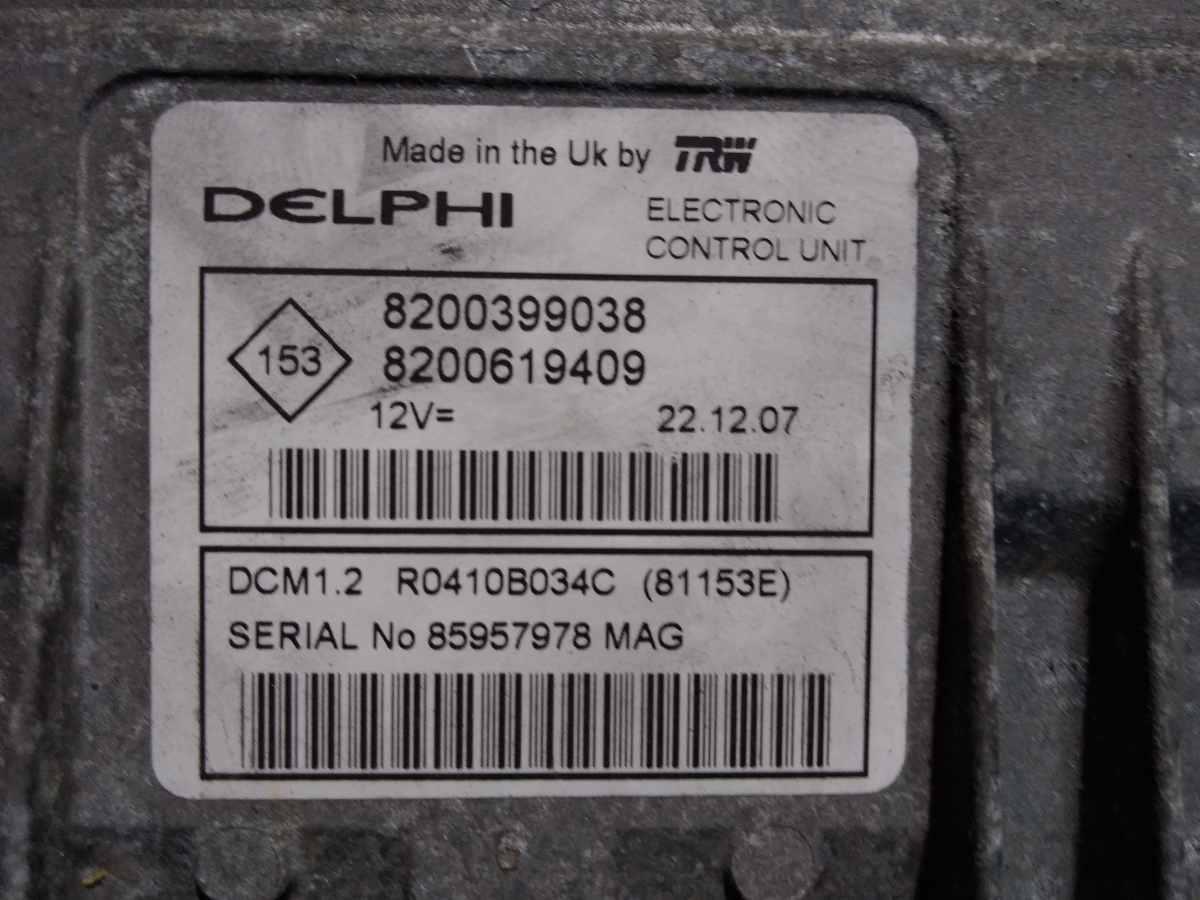 Made in the Uk by TRW
DELPHI
ELECTRONIC
CONTROL UNIT
8200399038
153
8200619409
12V= 22.12.07
DCM1.2 R0410B034C (81153E)
SERIAL No 85957978 MAG